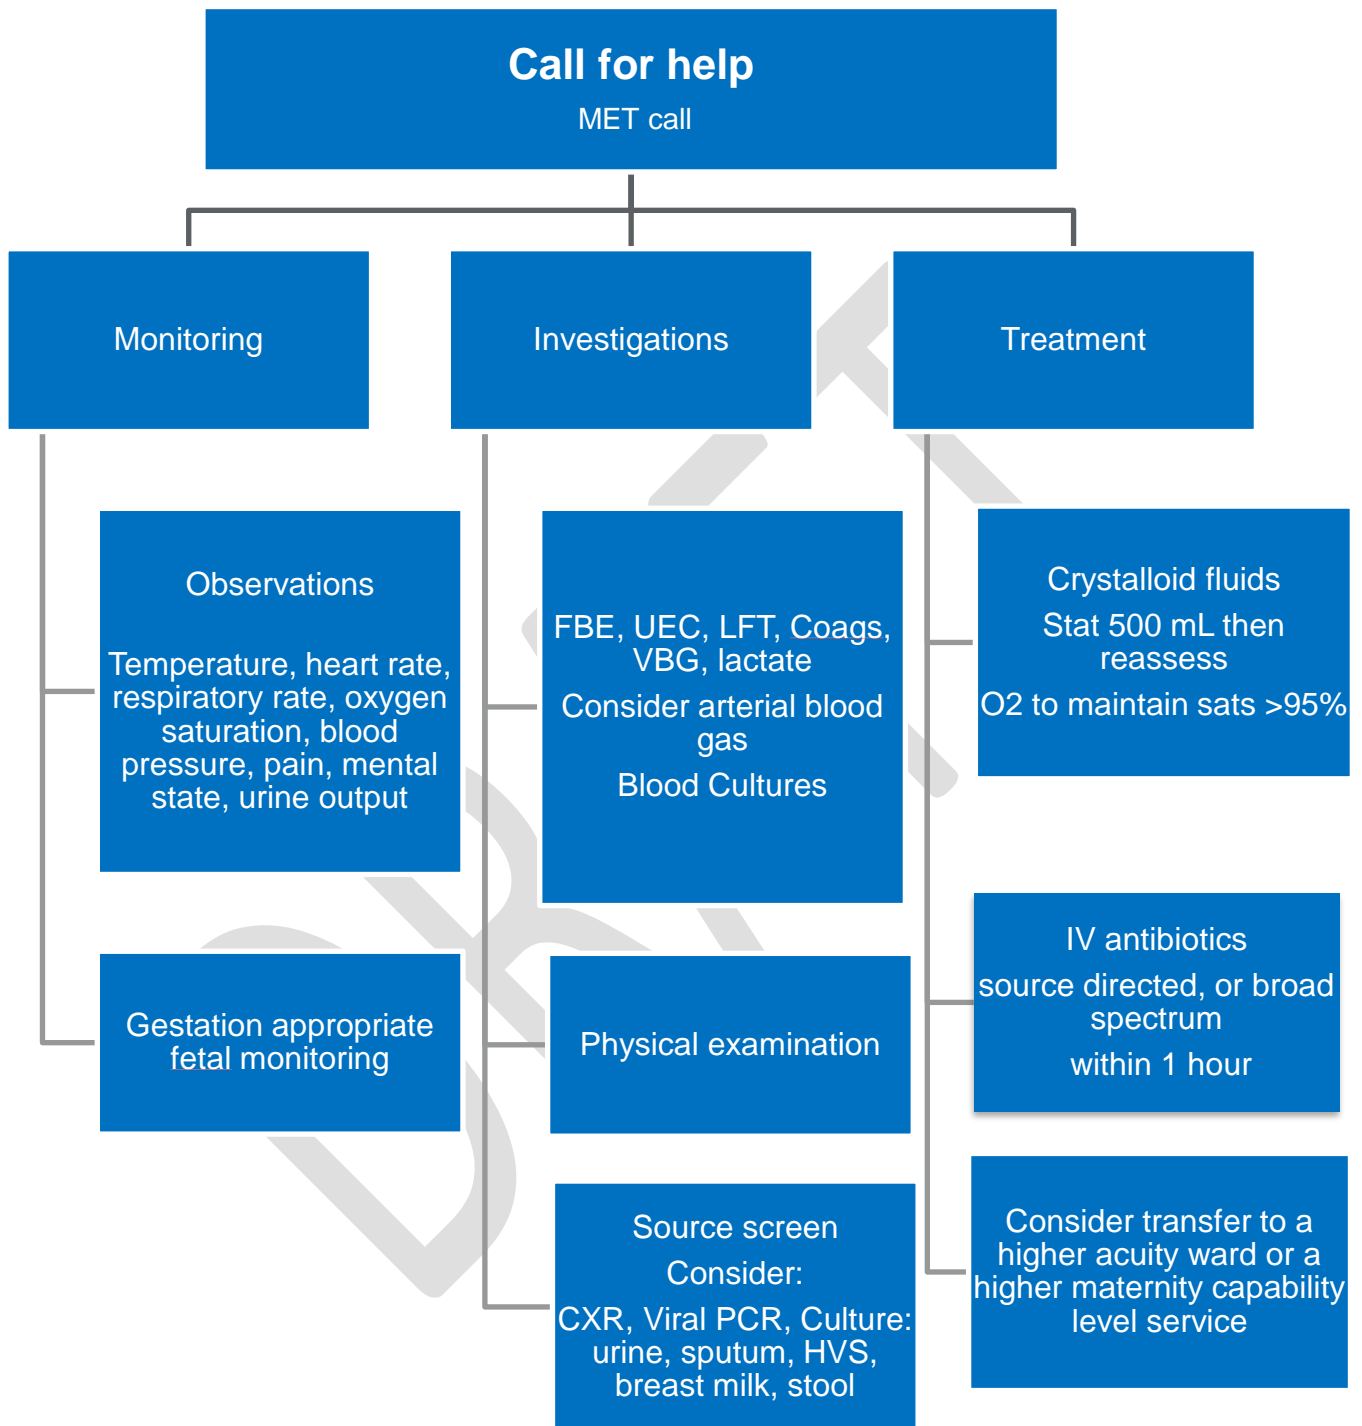 Call for help
MET call
Monitoring
Investigations
Treatment
Observations
Temperature, heart rate,
respiratory rate, oxygen
saturation, blood
pressure, pain, mental
state, urine output
Gestation appropriate
fetal monitoring
FBE, UEC, LFT, Coags,
VBG, lactate
Consider arterial blood
gas
Blood Cultures
Physical examination
Source screen
Consider:
CXR, Viral PCR, Culture:
urine, sputum, HVS,
breast milk, stool
Crystalloid fluids
Stat 500 mL then
reassess
O2 to maintain sats >95%
IV antibiotics
source directed, or broad
spectrum
within 1 hour
Consider transfer to a
higher acuity ward or a
higher maternity capability
level service
DRAFT